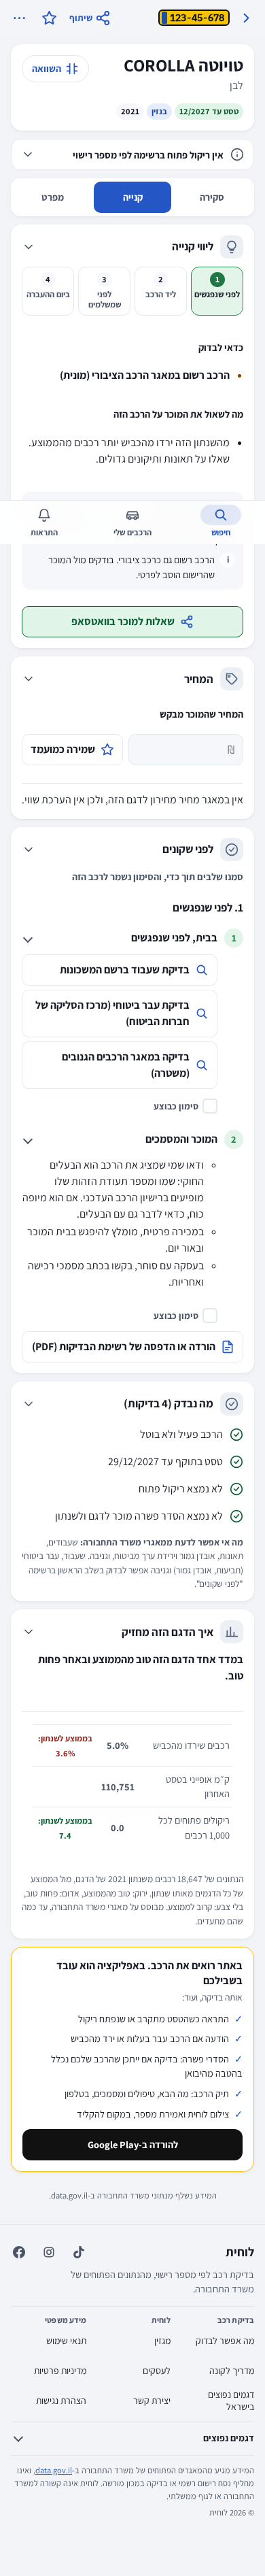 123-45-678
שיתוף
טויוטה COROLLA
השוואה
לבן
טסט עד 12/2027
בנזין
2021
אין ריקול פתוח ברשימה לפי מספר רישוי
סקירה
קנייה
מפרט
ליווי קנייה
1
לפני שנפגשים
2
ליד הרכב
3
לפני
שמשלמים
4
ביום ההעברה
כדאי לבדוק
הרכב רשום במאגר הרכב הציבורי (מונית)
מה לשאול את המוכר על הרכב הזה
מהשנתון הזה ירדו מהכביש יותר רכבים מהממוצע.
שאלו על תאונות ותיקונים גדולים.
חיפוש
הרכבים שלי
התראות
הרכב רשום גם כרכב ציבורי. בודקים מול המוכר
שהרישום הוסב לפרטי.
שאלות למוכר בוואטסאפ
המחיר
המחיר שהמוכר מבקש
₪
שמירה כמועמד
אין במאגר מחיר מחירון לדגם הזה, ולכן אין הערכת שווי.
לפני שקונים
סמנו שלבים תוך כדי, והסימון נשמר לרכב הזה
1. לפני שנפגשים
1
בבית, לפני שנפגשים
בדיקת שעבוד ברשם המשכונות
בדיקת עבר ביטוחי (מרכז הסליקה של
חברות הביטוח)
בדיקה במאגר הרכבים הגנובים
(משטרה)
סימון כבוצע
2
המוכר והמסמכים
ודאו שמי שמציג את הרכב הוא הבעלים
החוקי: שמו ומספר תעודת הזהות שלו
מופיעים ברישיון הרכב העדכני. אם הוא מיופה
כוח, כדאי לדבר גם עם הבעלים.
במכירה פרטית, מומלץ להיפגש בבית המוכר
ובאור יום.
בעסקה עם סוחר, בקשו בכתב מסמכי רכישה
ואחריות.
סימון כבוצע
הורדה או הדפסה של רשימת הבדיקות (PDF)
מה נבדק (4 בדיקות)
הרכב פעיל ולא בוטל
טסט בתוקף עד 29/12/2027
לא נמצא ריקול פתוח
לא נמצא הסדר פשרה מוכר לדגם ולשנתון
מה אי אפשר לדעת ממאגרי משרד התחבורה: שעבודים,
תאונות, אובדן גמור וירידת ערך מביטוח, וגניבה. שעבוד, עבר ביטוחי
(תביעות, אובדן גמור) וגניבה אפשר לבדוק בשלב הראשון ברשימה
"לפני שקונים".
איך הדגם הזה מחזיק
במדד אחד הדגם הזה טוב מהממוצע ובאחר פחות
טוב.
רכבים שירדו מהכביש
5.0%
בממוצע לשנתון:
3.6%
ק״מ אופייני בטסט
האחרון
110,751
ריקולים פתוחים לכל
1,000 רכבים
0.0
בממוצע לשנתון:
7.4
הנתונים של 18,647 רכבים משנתון 2021 של הדגם, מול הממוצע
של כל הדגמים מאותו שנתון. ירוק: טוב מהממוצע, אדום: פחות טוב,
בלי צבע: קרוב לממוצע. מבוסס על מאגרי משרד התחבורה, עד כמה
שהם מתעדים.
באתר רואים את הרכב. באפליקציה הוא עובד
בשבילכם
אותה בדיקה, ועוד:
✓ התראה כשהטסט מתקרב או שנפתח ריקול
✓ הודעה אם הרכב עבר בעלות או ירד מהכביש
✓ הסדרי פשרה: בדיקה אם ייתכן שהרכב שלכם נכלל
בהטבה מהיבואן
✓ תיק הרכב: מה הבא, טיפולים ומסמכים, בטלפון
✓ צילום לוחית ואמירת מספר, במקום להקליד
להורדה ב-Google Play
המידע נשלף מנתוני משרד התחבורה ב-data.gov.il.
לוחית
בדיקת רכב לפי מספר רישוי, מהנתונים הפתוחים של
משרד התחבורה.
בדיקת רכב
לוחית
מידע משפטי
מה אפשר לבדוק
מגזין
תנאי שימוש
מדריך לקונה
לעסקים
מדיניות פרטיות
דגמים נפוצים
בישראל
יצירת קשר
הצהרת נגישות
דגמים נפוצים
המידע מגיע מהמאגרים הפתוחים של משרד התחבורה ב-data.gov.il, ואינו
מחליף נסח רישום רשמי או בדיקה במכון מורשה. לוחית אינה קשורה למשרד
התחבורה או לגוף ממשלתי.
© 2026 לוחית